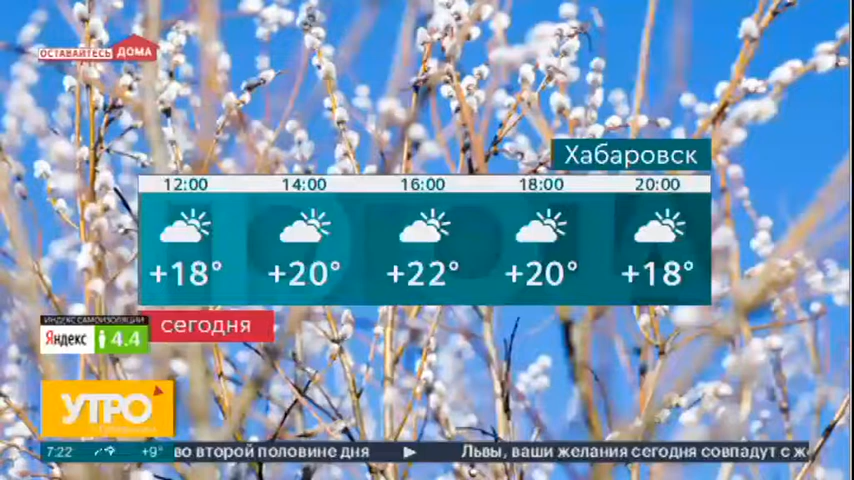 ОСТАВАЙТЕСЬ ДОМА
Хабаровск
12:00 14:00 16:00 18:00 20:00
+18° +20° +22° +20° +18°
ИНДЕКС САМОИЗОЛЯЦИИ
Яндекс 4.4
сегодня
УТРО
7:22 +9° во второй половине дня ▶ Львы, ваши желания сегодня совпадут с ж